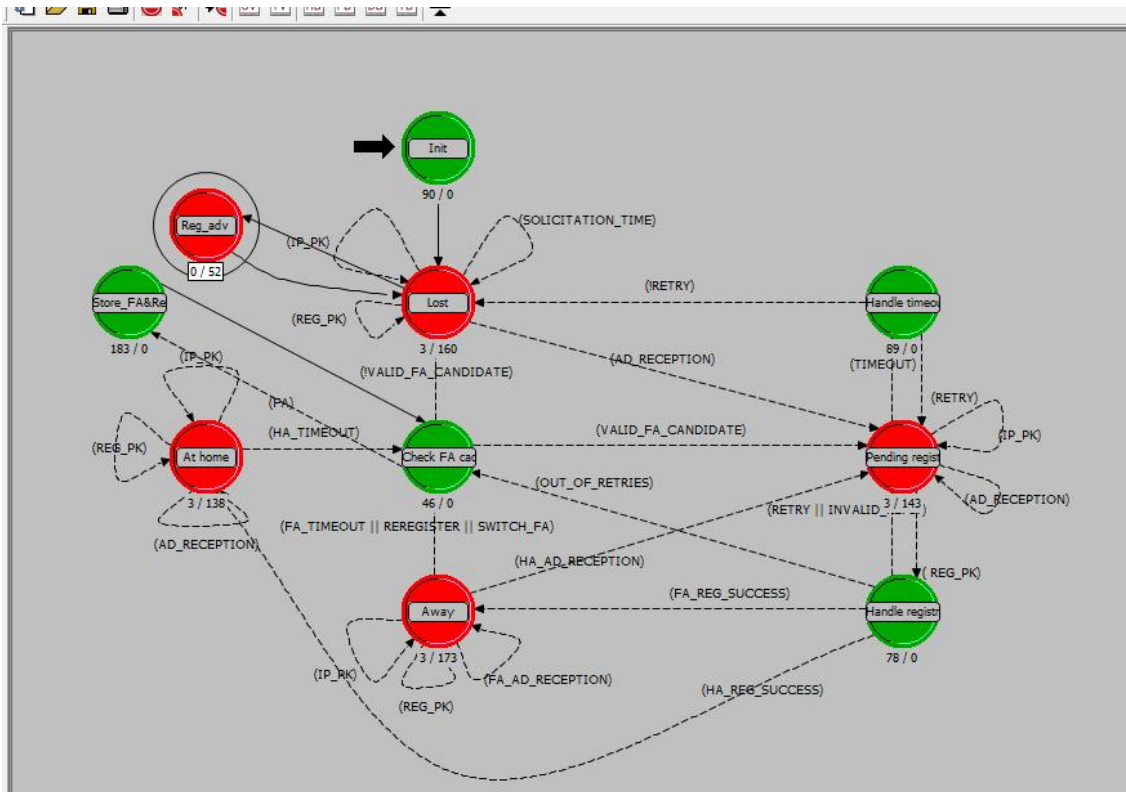 Init
90 / 0
Reg_adv
0 / 52
(IP_PK)
(SOLICITATION_TIME)
Store_FA&Re
183 / 0
Lost
3 / 160
(REG_PK)
(!RETRY)
Handle timeou
89 / 0
(IP_PK)
(!VALID_FA_CANDIDATE)
(AD_RECEPTION)
(TIMEOUT)
(FA)
(RETRY)
(REG_PK)
At home
3 / 138
(HA_TIMEOUT)
Check FA cac
46 / 0
(VALID_FA_CANDIDATE)
Pending regist
3 / 143
(IP_PK)
(OUT_OF_RETRIES)
(AD_RECEPTION)
(AD_RECEPTION)
(FA_TIMEOUT || REREGISTER || SWITCH_FA)
(RETRY || INVALID_
(HA_AD_RECEPTION)
( REG_PK)
Away
3 / 173
(FA_REG_SUCCESS)
Handle registr
78 / 0
(IP_PK)
(REG_PK)
(FA_AD_RECEPTION)
(HA_REG_SUCCESS)